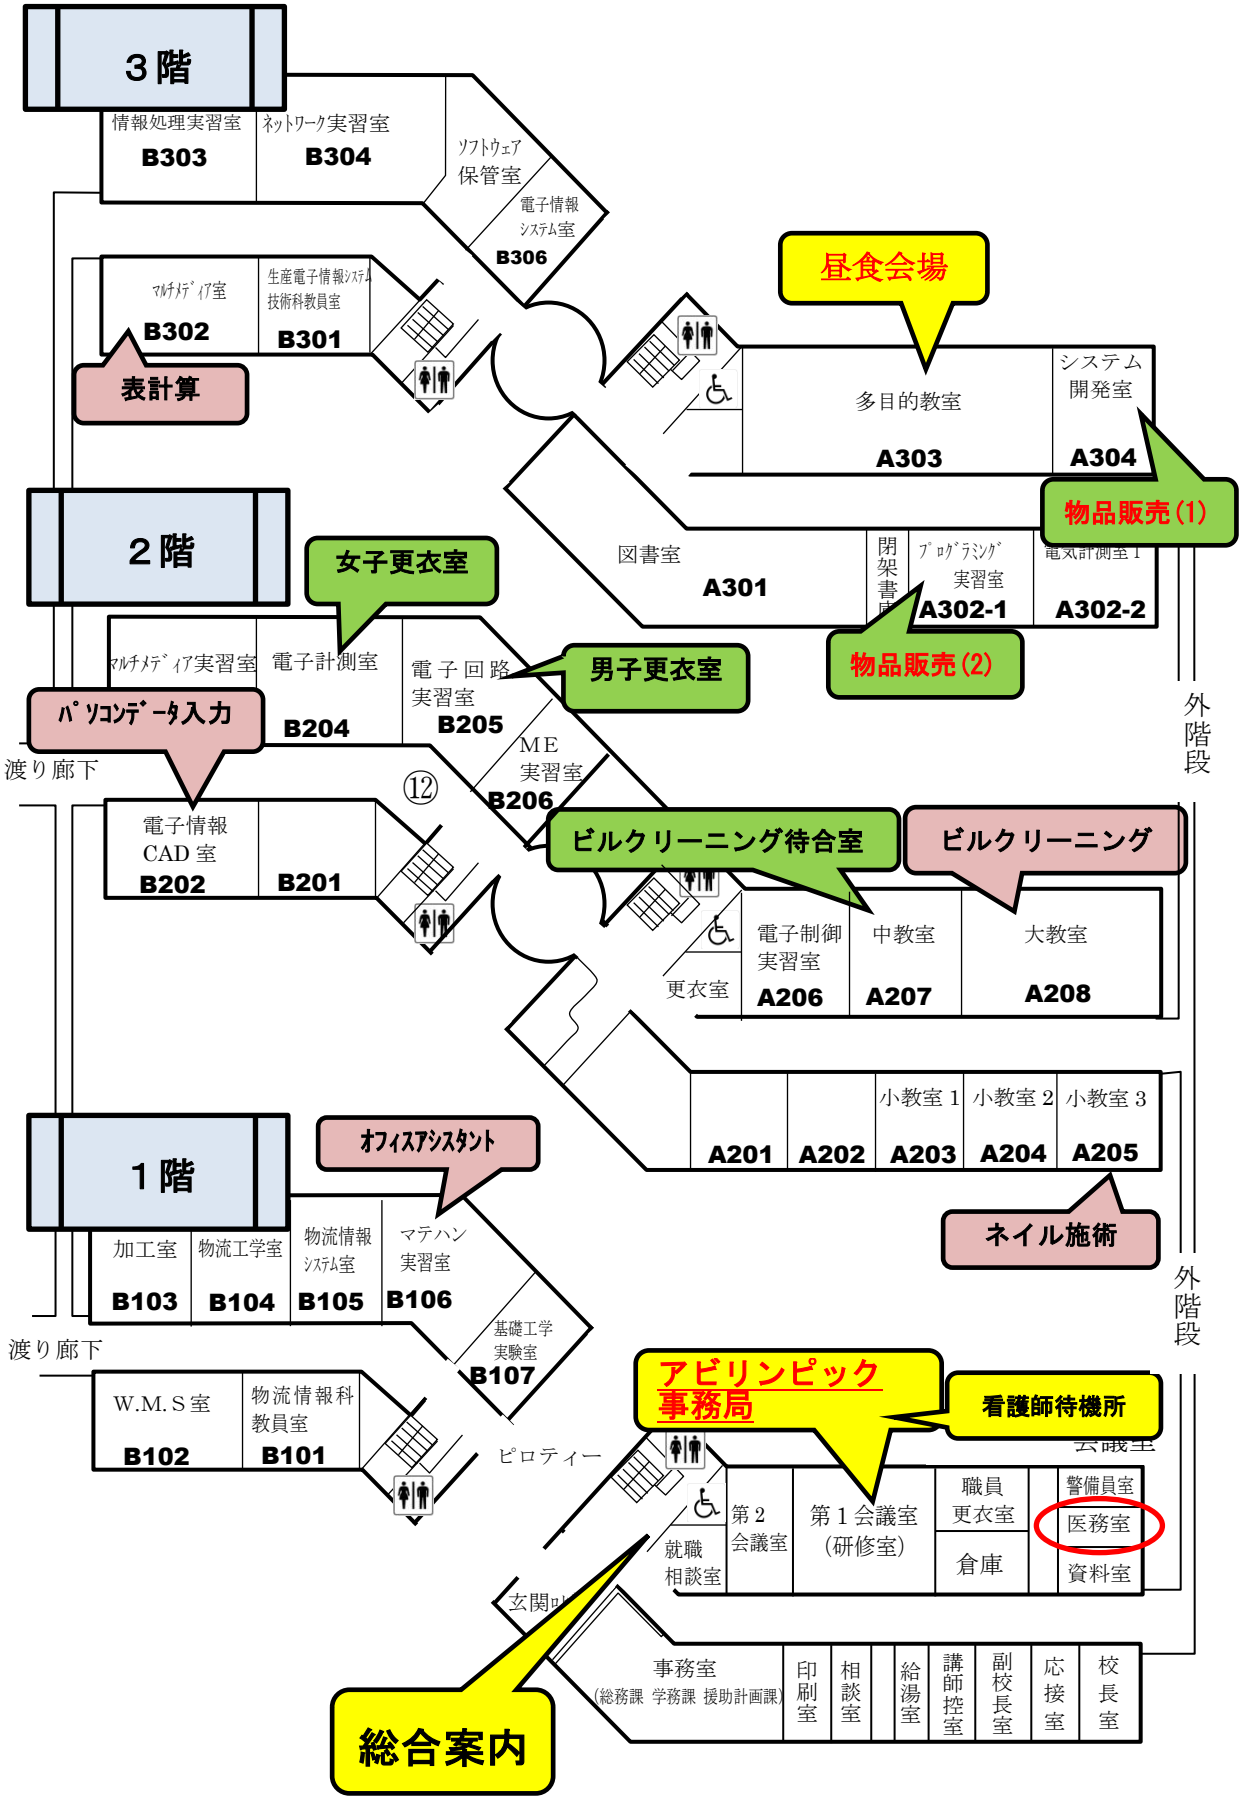 3階
情報処理実習室
B303
ネットワーク実習室
B304
ソフトウェア
保管室
電子情報
システム室
B306
マルチメディア室
B302
生産電子情報システム
技術科教員室
B301
表計算
昼食会場
多目的教室
A303
システム
開発室
A304
物品販売(1)
図書室
A301
閉架書庫
プログラミング
実習室
A302-1
電気計測室1
A302-2
物品販売(2)
2階
女子更衣室
マルチメディア実習室
電子計測室
B204
電子回路
実習室
B205
男子更衣室
ME
実習室
B206
パソコンデータ入力
渡り廊下
⑫
電子情報
CAD室
B202
B201
外階段
ビルクリーニング待合室
ビルクリーニング
更衣室
電子制御
実習室
A206
中教室
A207
大教室
A208
A201
A202
小教室1
A203
小教室2
A204
小教室3
A205
ネイル施術
1階
オフィスアシスタント
加工室
B103
物流工学室
B104
物流情報
システム室
B105
マテハン
実習室
B106
基礎工学
実験室
B107
外階段
渡り廊下
W.M.S室
B102
物流情報科
教員室
B101
ピロティー
アビリンピック
事務局
看護師待機所
会議室
就職
相談室
第2
会議室
第1会議室
(研修室)
職員
更衣室
倉庫
警備員室
医務室
資料室
玄関
事務室
(総務課 学務課 援助計画課)
印刷室
相談室
給湯室
講師控室
副校長室
応接室
校長室
総合案内